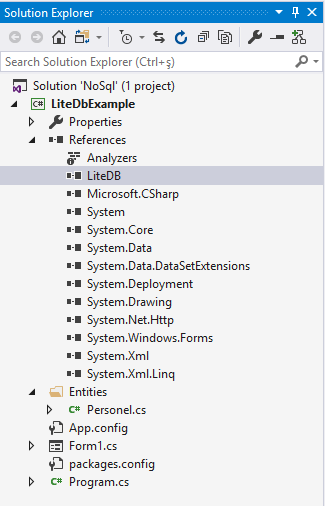 Solution Explorer
Search Solution Explorer (Ctrl+ş)
Solution 'NoSql' (1 project)
C# LiteDbExample
Properties
References
Analyzers
LiteDB
Microsoft.CSharp
System
System.Core
System.Data
System.Data.DataSetExtensions
System.Deployment
System.Drawing
System.Net.Http
System.Windows.Forms
System.Xml
System.Xml.Linq
Entities
C# Personel.cs
App.config
Form1.cs
packages.config
C# Program.cs